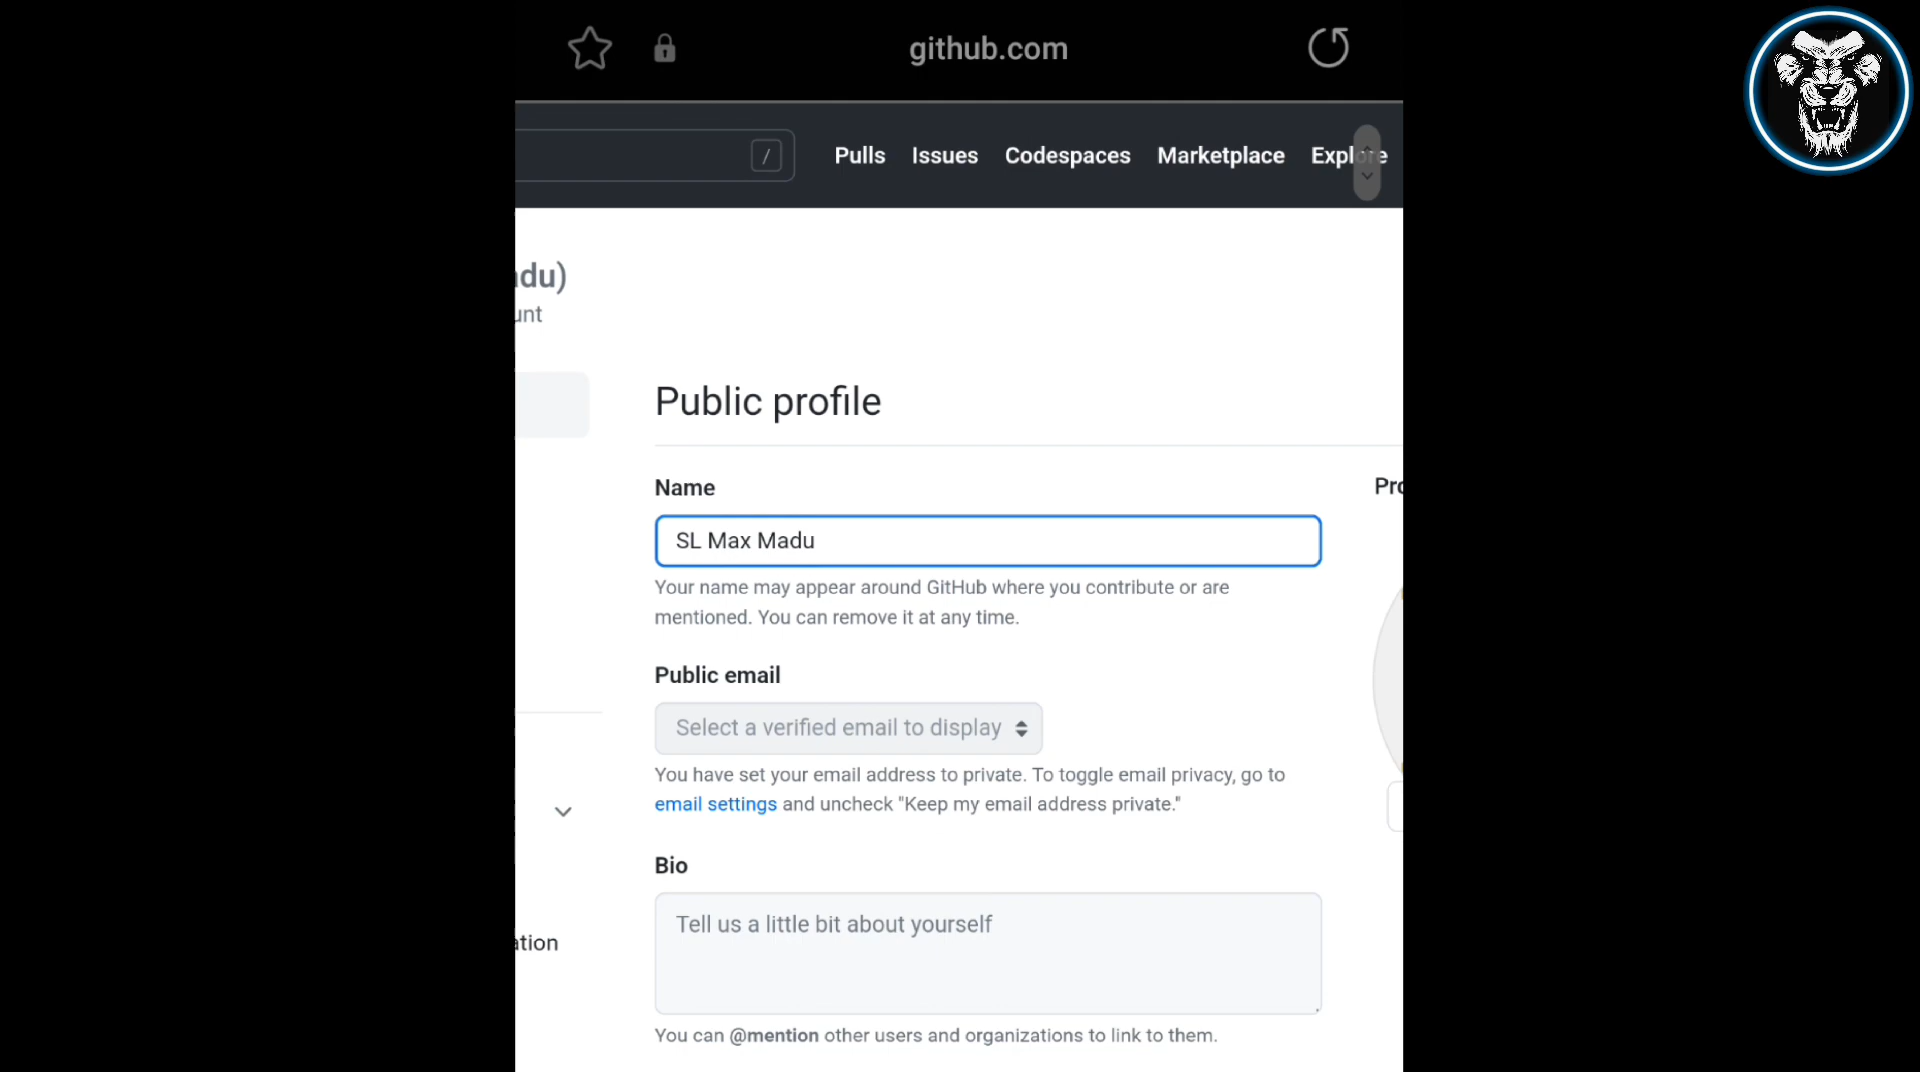 github.com
/
Pulls Issues Codespaces Marketplace Explore
du)
unt
Public profile
Name
Pro
SL Max Madu
Your name may appear around GitHub where you contribute or are
mentioned. You can remove it at any time.
Public email
Select a verified email to display
You have set your email address to private. To toggle email privacy, go to
email settings and uncheck "Keep my email address private."
Bio
Tell us a little bit about yourself
ation
You can @mention other users and organizations to link to them.